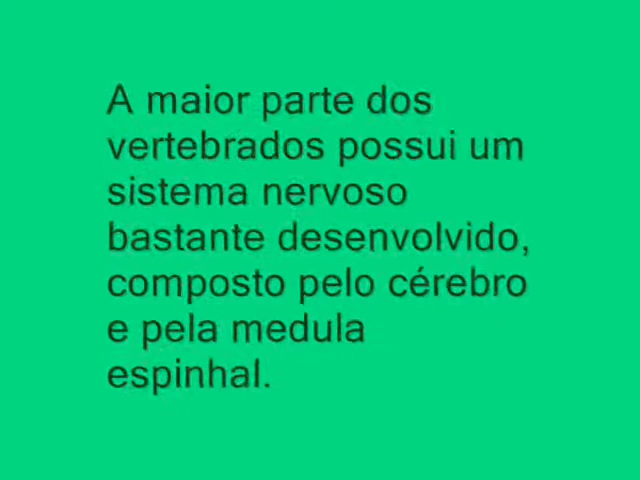 A maior parte dos
vertebrados possui um
sistema nervoso
bastante desenvolvido,
composto pelo cérebro
e pela medula
espinhal.